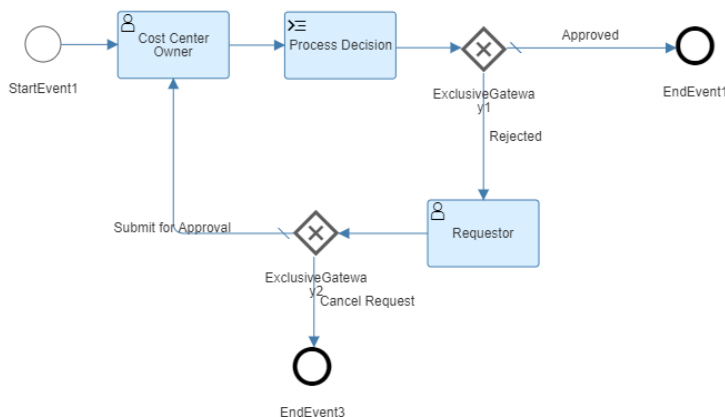 Cost Center
Owner
Process Decision
Approved
StartEvent1
ExclusiveGatewa
y1
EndEvent1
Rejected
Submit for Approval
Requestor
ExclusiveGatewa
y2
Cancel Request
EndEvent3